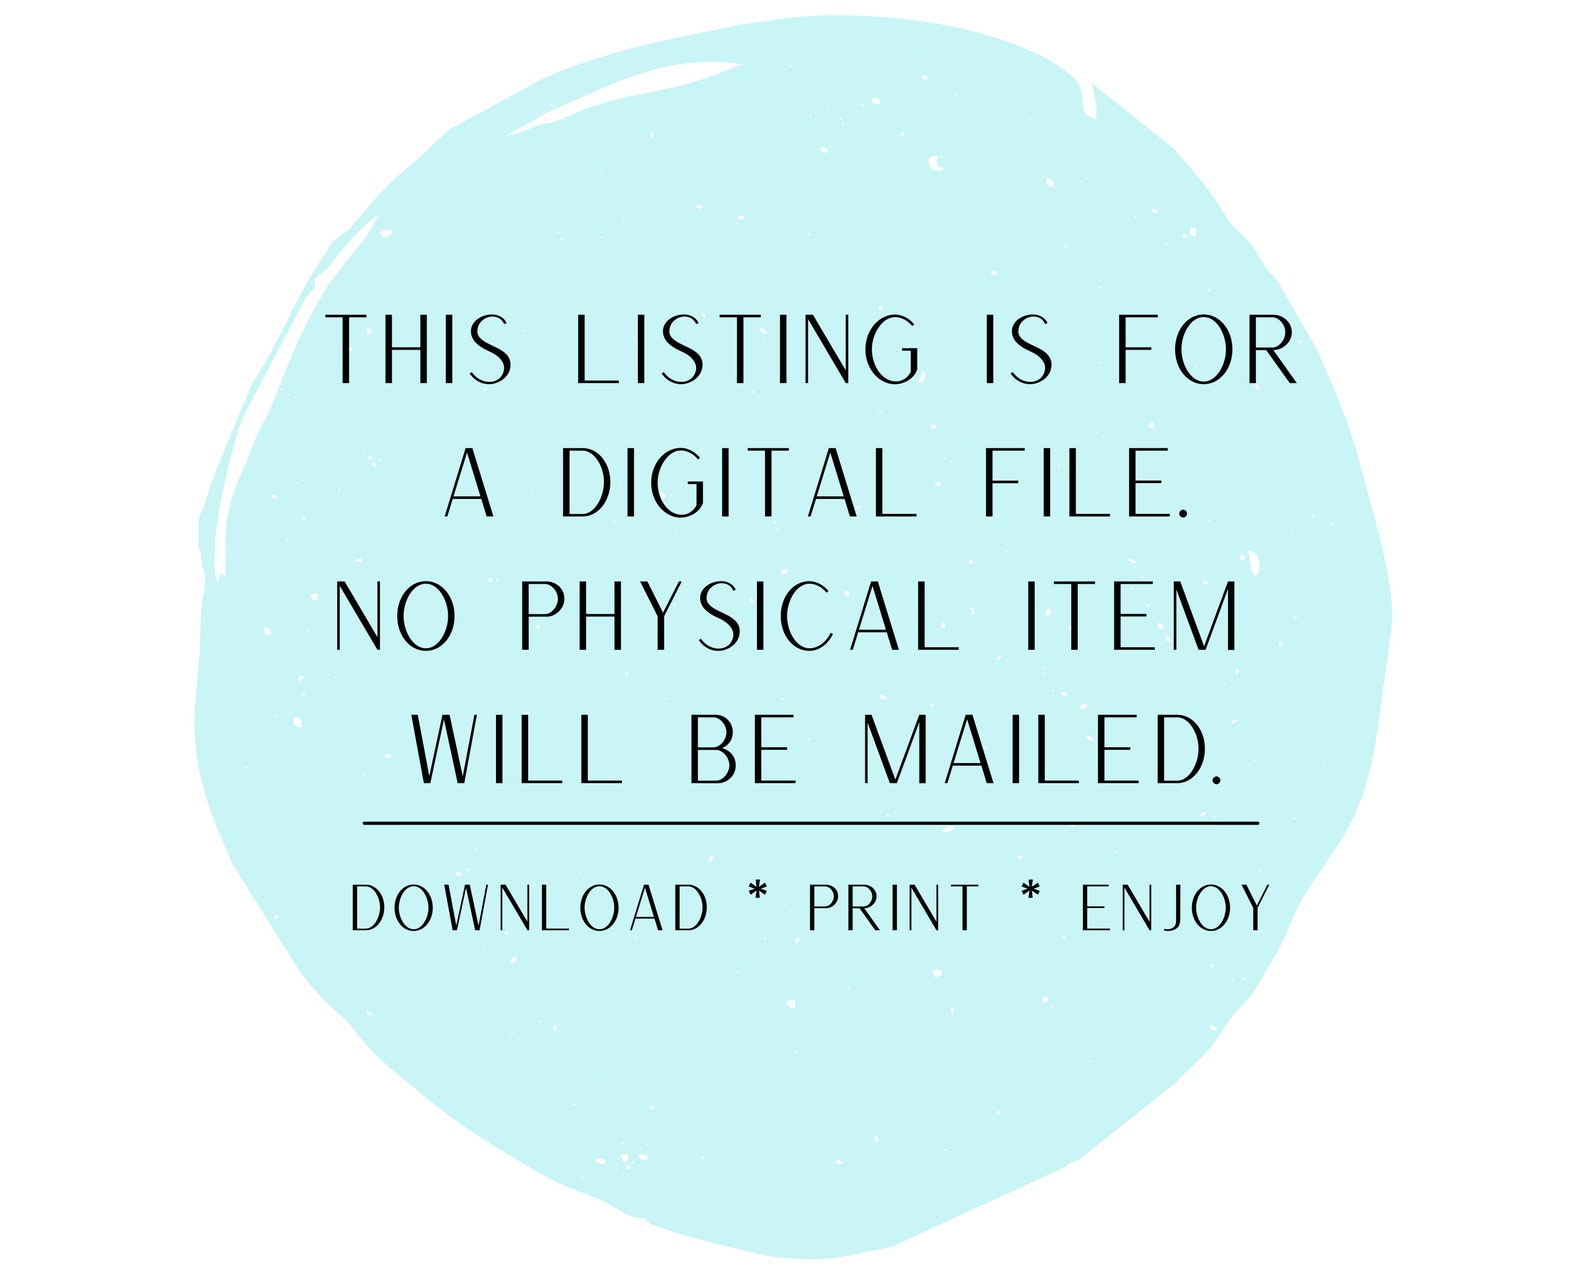 THIS LISTING IS FOR
A DIGITAL FILE.
NO PHYSICAL ITEM
WILL BE MAILED.
DOWNLOAD * PRINT * ENJOY